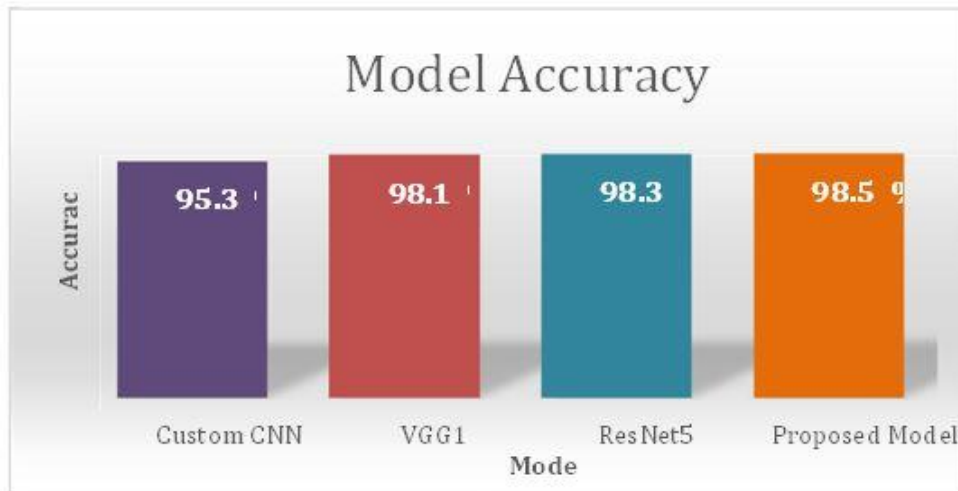 Model Accuracy
95.3 98.1 98.3 98.5 %
Accurac
Custom CNN VGG1 ResNet5 Proposed Model
Mode